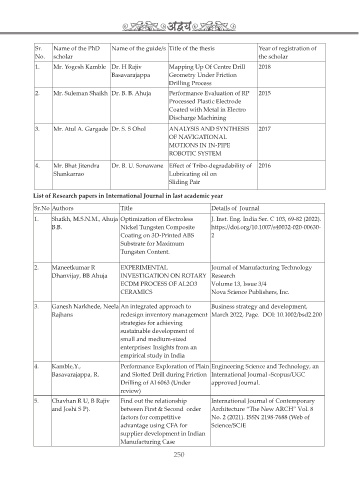 अद्वय
Sr. No. Name of the PhD scholar Name of the guide/s Title of the thesis Year of registration of the scholar
1. Mr. Yogesh Kamble Dr. H Rajiv Basavarajappa Mapping Up Of Centre Drill Geometry Under Friction Drilling Process 2018
2. Mr. Suleman Shaikh Dr. B. B. Ahuja Performance Evaluation of RP Processed Plastic Electrode Coated with Metal in Electro Discharge Machining 2015
3. Mr. Atul A. Gargade Dr. S. S Ohol ANALYSIS AND SYNTHESIS OF NAVIGATIONAL MOTIONS IN IN-PIPE ROBOTIC SYSTEM 2017
4. Mr. Bhat Jitendra Shankarrao Dr. B. U. Sonawane Effect of Tribo-degradability of Lubricating oil on Sliding Pair 2016
List of Research papers in International Journal in last academic year
Sr.No Authors Title Details of Journal
1. Shaikh, M.S.N.M., Ahuja B.B. Optimization of Electroless Nickel Tungsten Composite Coating on 3D-Printed ABS Substrate for Maximum Tungsten Content. J. Inst. Eng. India Ser. C 103, 69-82 (2022). https://doi.org/10.1007/s40032-020-00630-2
2. Maneetkumar R Dhanvijay, BB Ahuja EXPERIMENTAL INVESTIGATION ON ROTARY ECDM PROCESS OF AL2O3 CERAMICS Journal of Manufacturing Technology Research Volume 13, Issue 3/4 Nova Science Publishers, Inc.
3. Ganesh Narkhede, Neela Rajhans An integrated approach to redesign inventory management strategies for achieving sustainable development of small and medium-sized enterprises: Insights from an empirical study in India Business strategy and development, March 2022, Page. DOI: 10.1002/bsd2.200
4. Kamble,Y., Basavarajappa, R, Performance Exploration of Plain and Slotted Drill during Friction Drilling of Al 6063 (Under review) Engineering Science and Technology, an International Journal -Scopus/UGC approved Journal.
5. Chavhan R U, B Rajiv and Joshi S P). Find out the relationship between First & Second order factors for competitive advantage using CFA for supplier development in Indian Manufacturing Case International Journal of Contemporary Architecture "The New ARCH" Vol. 8 No. 2 (2021). ISSN 2198-7688 (Web of Science/SCIE
250